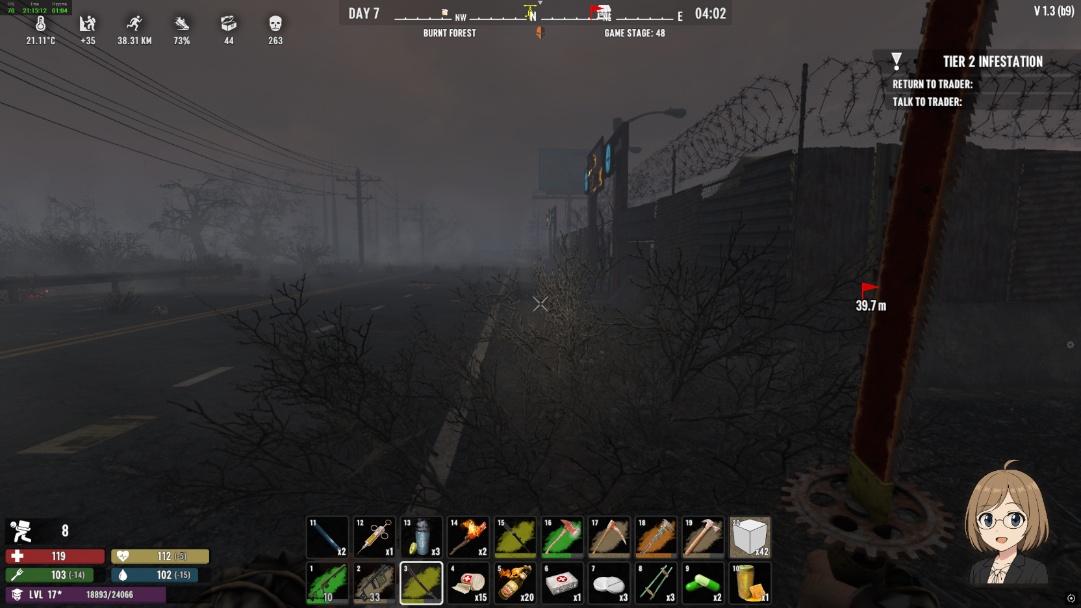 DAY 7
NW
N
NE
E
04:02
BURNT FOREST
GAME STAGE: 48
V 1.3 (b9)
21.11°C
+35
38.31 KM
73%
44
263
TIER 2 INFESTATION
RETURN TO TRADER:
TALK TO TRADER:
39.7 m
8
119
112 (-5)
103 (-14)
102 (-15)
LVL 17* 18893/24066
11 x2
12 x1
13 x3
14 x2
15
16
17
18
19
x42
1 10
2 33
3
4 x15
5 x20
6 x1
7 x3
8 x3
9 x2
10 x1